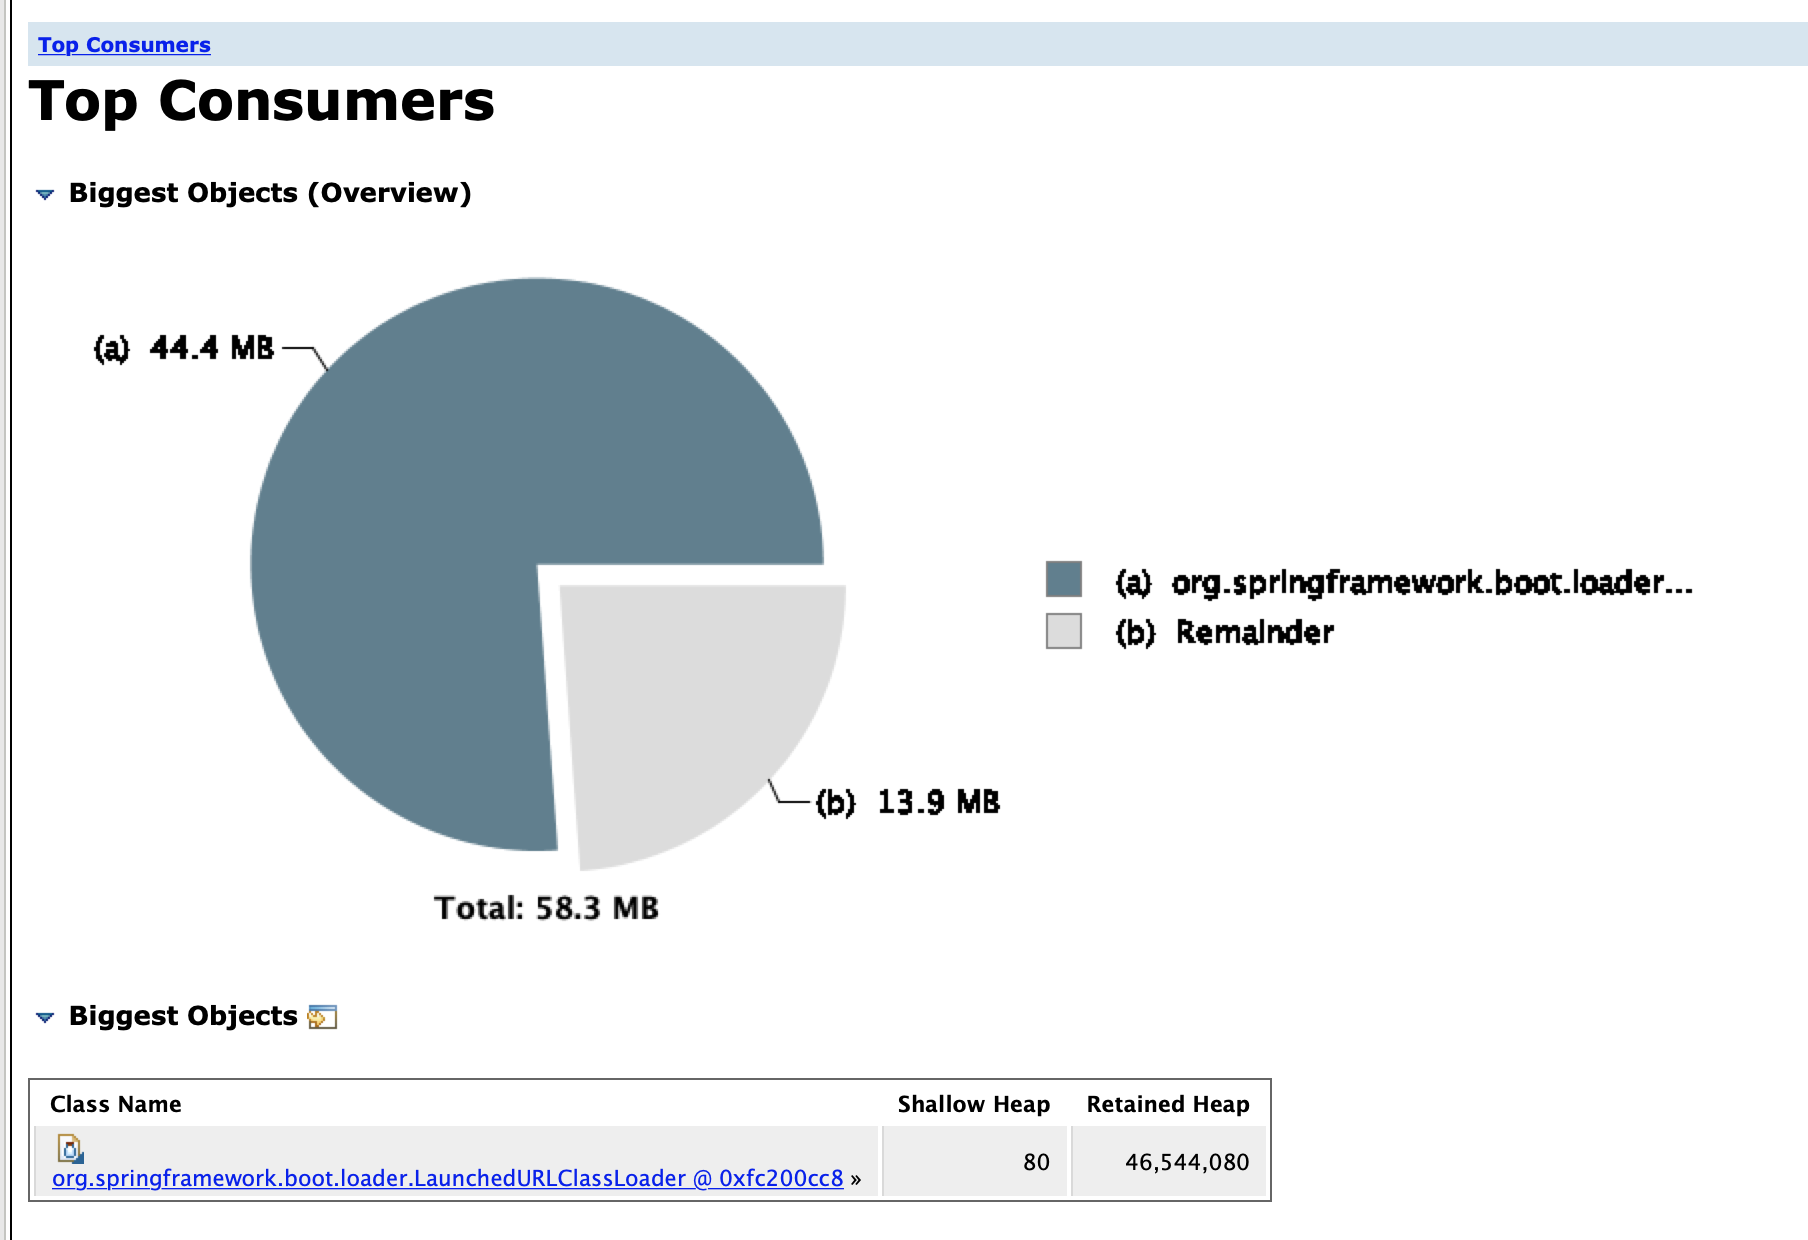 Top Consumers
Top Consumers
Biggest Objects (Overview)
(a) 44.4 MB
(a) org.springframework.boot.loader...
(b) Remainder
(b) 13.9 MB
Total: 58.3 MB
Biggest Objects
Class Name Shallow Heap Retained Heap
org.springframework.boot.loader.LaunchedURLClassLoader @ 0xfc200cc8 » 80 46,544,080